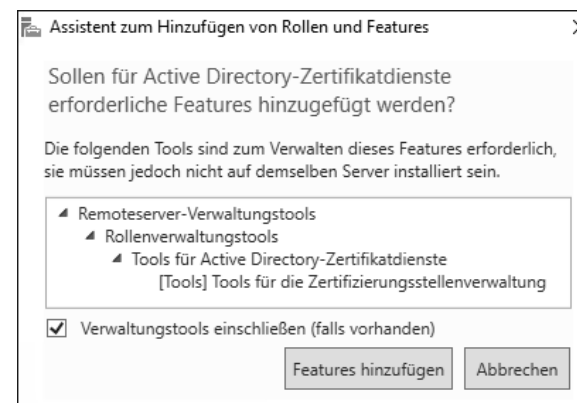 Assistent zum Hinzufügen von Rollen und Features
Sollen für Active Directory-Zertifikatdienste
erforderliche Features hinzugefügt werden?
Die folgenden Tools sind zum Verwalten dieses Features erforderlich,
sie müssen jedoch nicht auf demselben Server installiert sein.
Remoteserver-Verwaltungstools
Rollenverwaltungstools
Tools für Active Directory-Zertifikatdienste
[Tools] Tools für die Zertifizierungsstellenverwaltung
Verwaltungstools einschließen (falls vorhanden)
Features hinzufügen Abbrechen